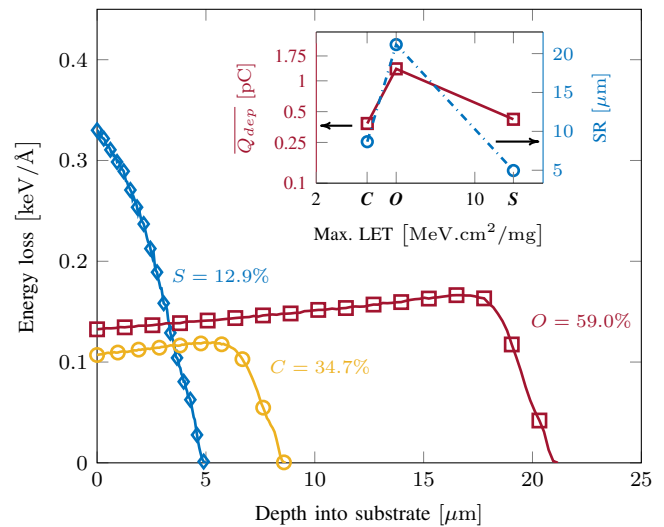 0.4
0.3
0.2
0.1
0
Energy loss [keV/Å]
0 5 10 15 20 25
Depth into substrate [μm]
S = 12.9%
O = 59.0%
C = 34.7%
1.75
1
0.5
0.25
0.1
Q_dep [pC]
20
15
10
5
SR [μm]
2 C O 10 S
Max. LET [MeV.cm²/mg]